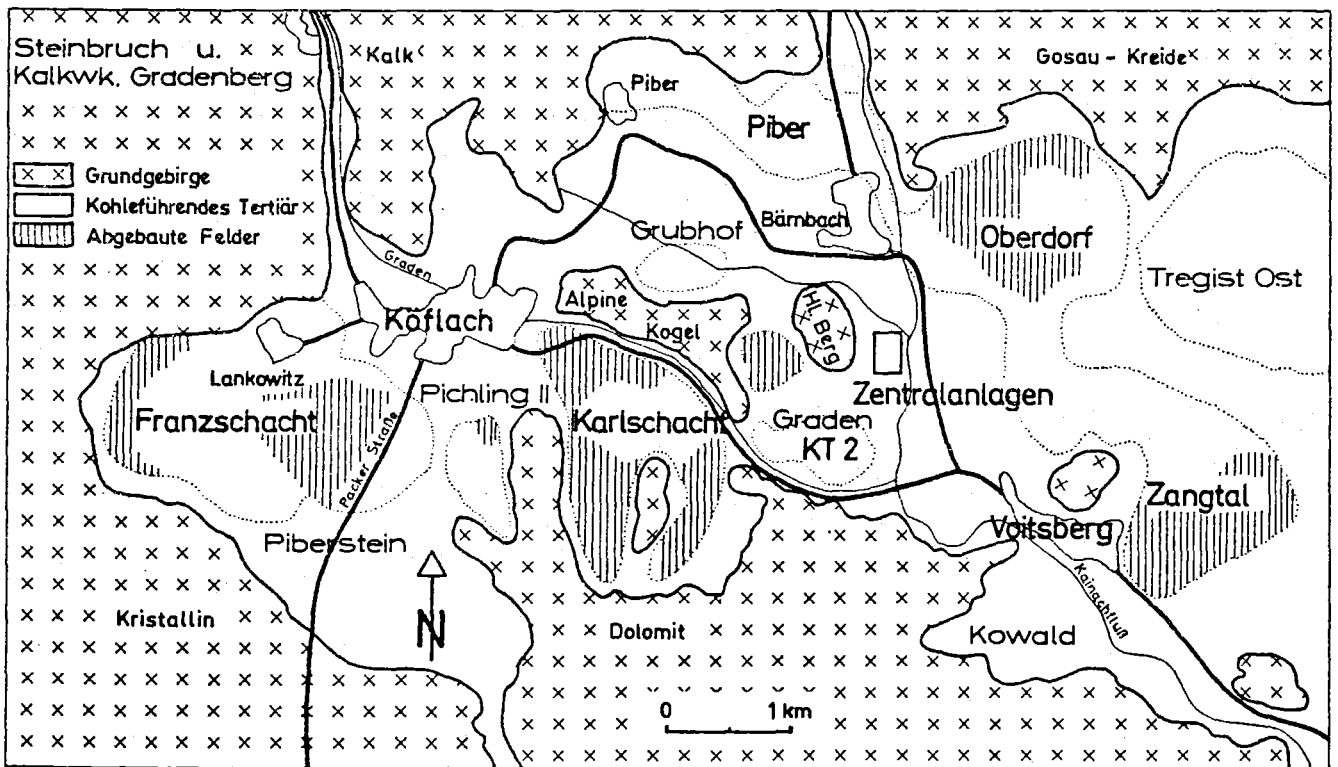 Steinbruch u.
Kalkwk. Gradenberg
Grundgebirge
Kohleführendes Tertiär
Abgebaute Felder
Kalk
Gosau - Kreide
Piber
Piber
Grubhof
Bärnbach
Oberdorf
Tregist Ost
Graden
Alpine
Kogel
Hl. Berg
Köflach
Lankowitz
Franzschacht
Pichling II
Karlschacht
Zentralanlagen
Graden
KT 2
Packer Straße
Piberstein
Voitsberg
Zangtal
Kainachfluß
Kristallin
N
Dolomit
Kowald
0 1 km